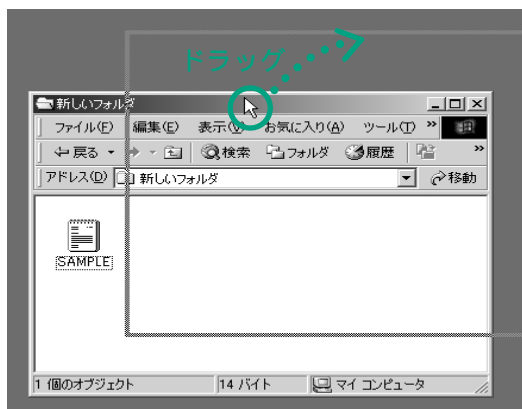 ドラッグ
新しいフォルダ
ファイル(F) 編集(E) 表示(V) お気に入り(A) ツール(T) »
戻る 検索 フォルダ 履歴 »
アドレス(D) 新しいフォルダ 移動
SAMPLE
1 個のオブジェクト 14 バイト マイ コンピュータ